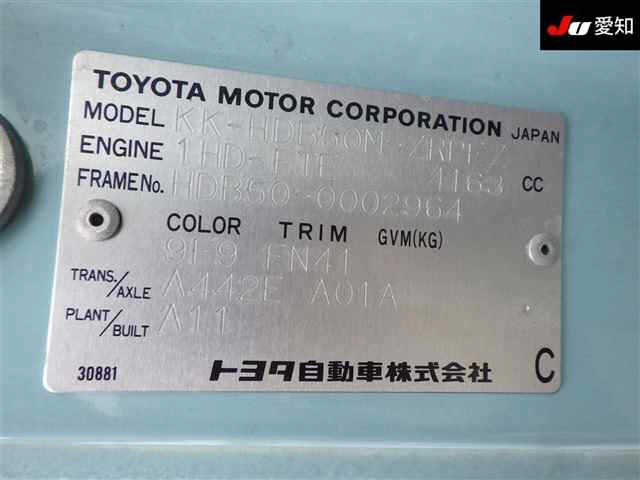 JU 愛知
TOYOTA MOTOR CORPORATION JAPAN
MODEL KK-HDB50M-ZRPEZ
ENGINE 1HD-FTE 4163 CC
FRAME No. HDB50-0002964
COLOR TRIM GVM(KG)
9F9 FN41
TRANS./AXLE A442E A01A
PLANT/BUILT A11
30881 トヨタ自動車株式会社 C